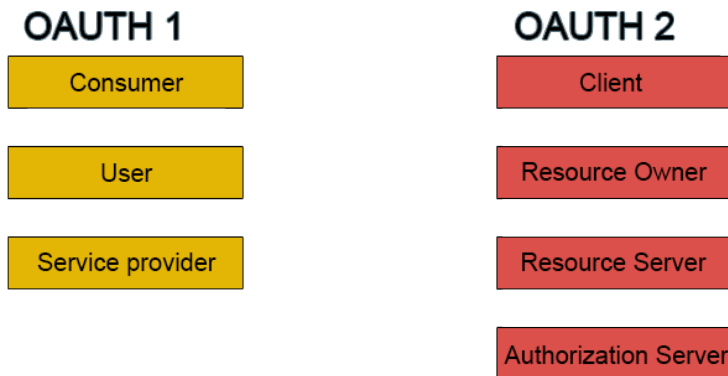 OAUTH 1
Consumer
User
Service provider
OAUTH 2
Client
Resource Owner
Resource Server
Authorization Server